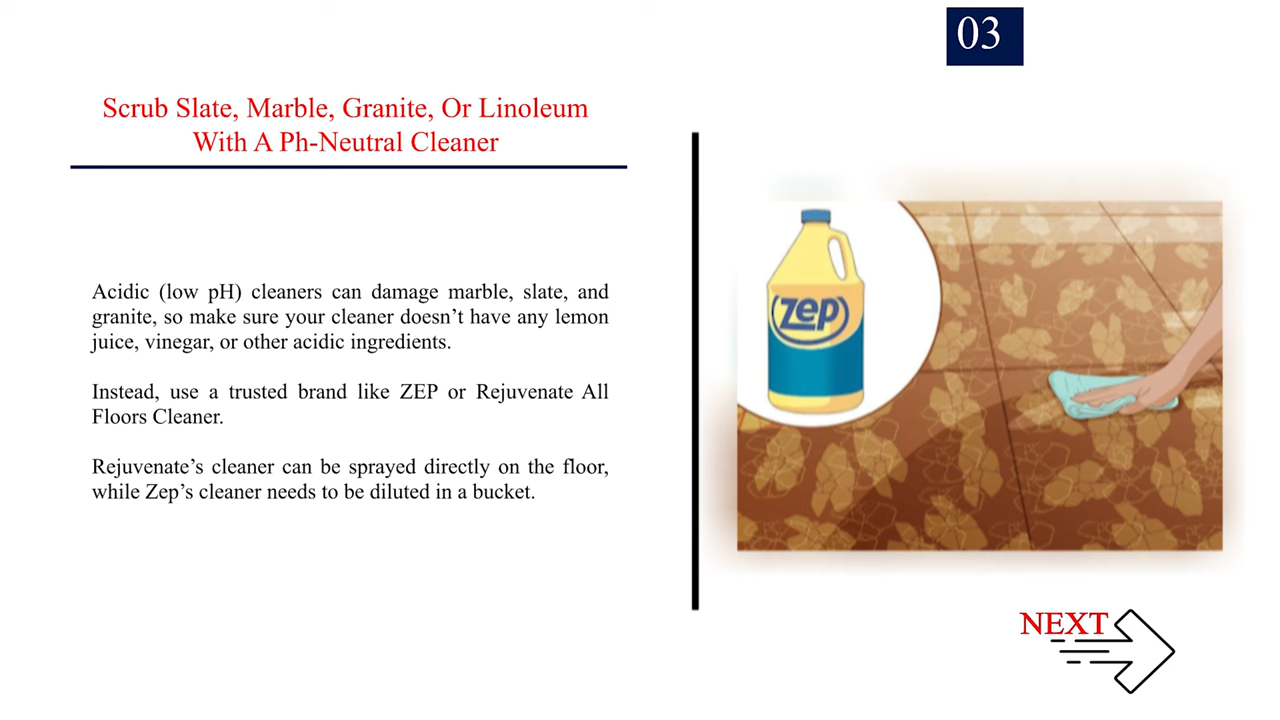 03
Scrub Slate, Marble, Granite, Or Linoleum
With A Ph-Neutral Cleaner
Acidic (low pH) cleaners can damage marble, slate, and
granite, so make sure your cleaner doesn’t have any lemon
juice, vinegar, or other acidic ingredients.
Instead, use a trusted brand like ZEP or Rejuvenate All
Floors Cleaner.
Rejuvenate’s cleaner can be sprayed directly on the floor,
while Zep’s cleaner needs to be diluted in a bucket.
zep
NEXT